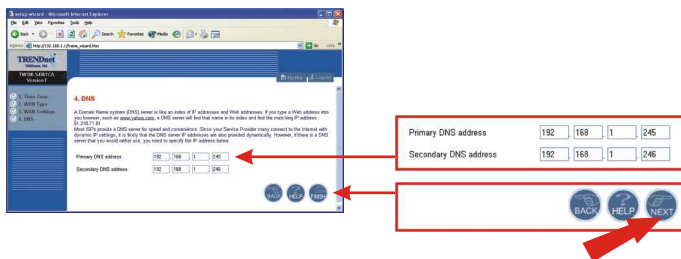 setup wizard - Microsoft Internet Explorer
File Edit View Favorites Tools Help
Back Search Favorites Media
Address http://192.168.1.1/frame_wizard.htm Go Links
TRENDnet
TRENDware, USA
TW100-S4W1CA
Version F
Home Logout
1. Time Zone
2. WAN Type
3. WAN Settings
4. DNS
4. DNS
A Domain Name system (DNS) server is like an index of IP addresses and Web addresses. If you type a Web address into
you browser, such as www.yahoo.com, a DNS server will find that name in its index and find the matching IP address :
61.218.71.81.
Most ISPs provide a DNS server for speed and convenience. Since your Service Provider many connect to the Internet with
dynamic IP settings, it is likely that the DNS server IP addresses are also provided dynamically. However, if there is a DNS
server that you would rather use, you need to specify the IP address below.
Primary DNS address 192 . 168 . 1 . 245
Secondary DNS address 192 . 168 . 1 . 246
BACK HELP FINISH
Primary DNS address 192 . 168 . 1 . 245
Secondary DNS address 192 . 168 . 1 . 246
BACK HELP NEXT